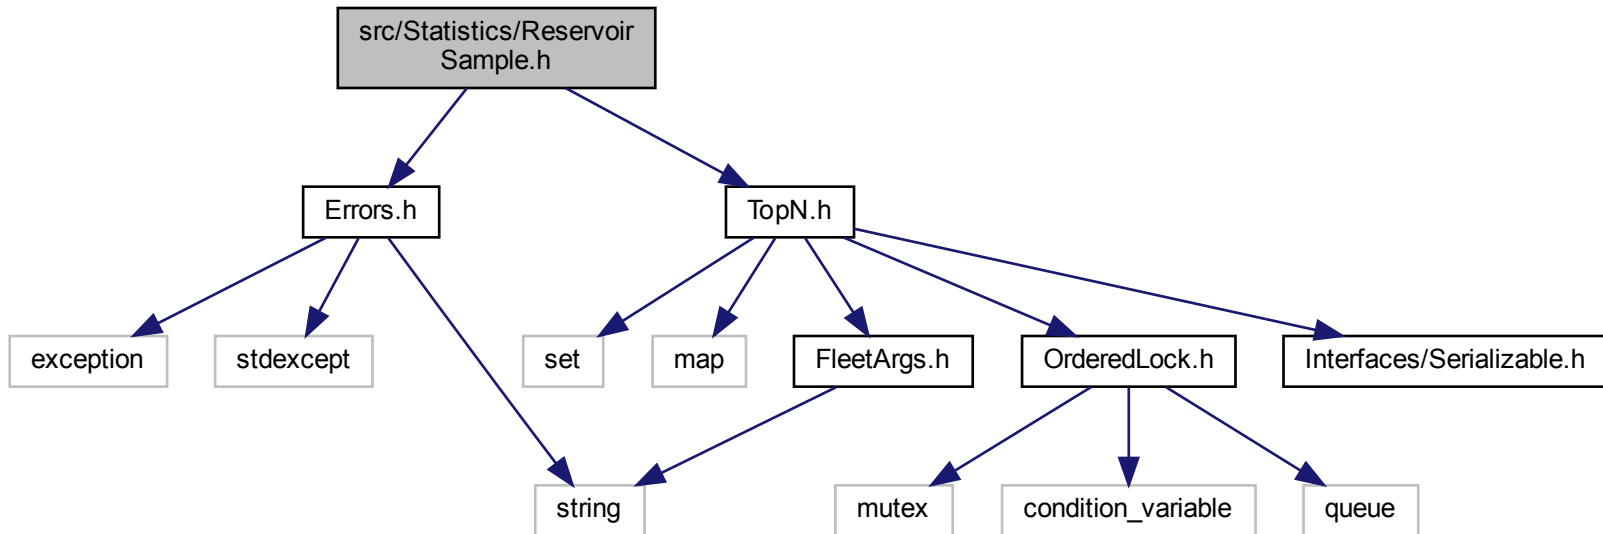 src/Statistics/Reservoir
Sample.h
Errors.h
TopN.h
exception
stdexcept
set
map
FleetArgs.h
OrderedLock.h
Interfaces/Serializable.h
string
mutex
condition_variable
queue